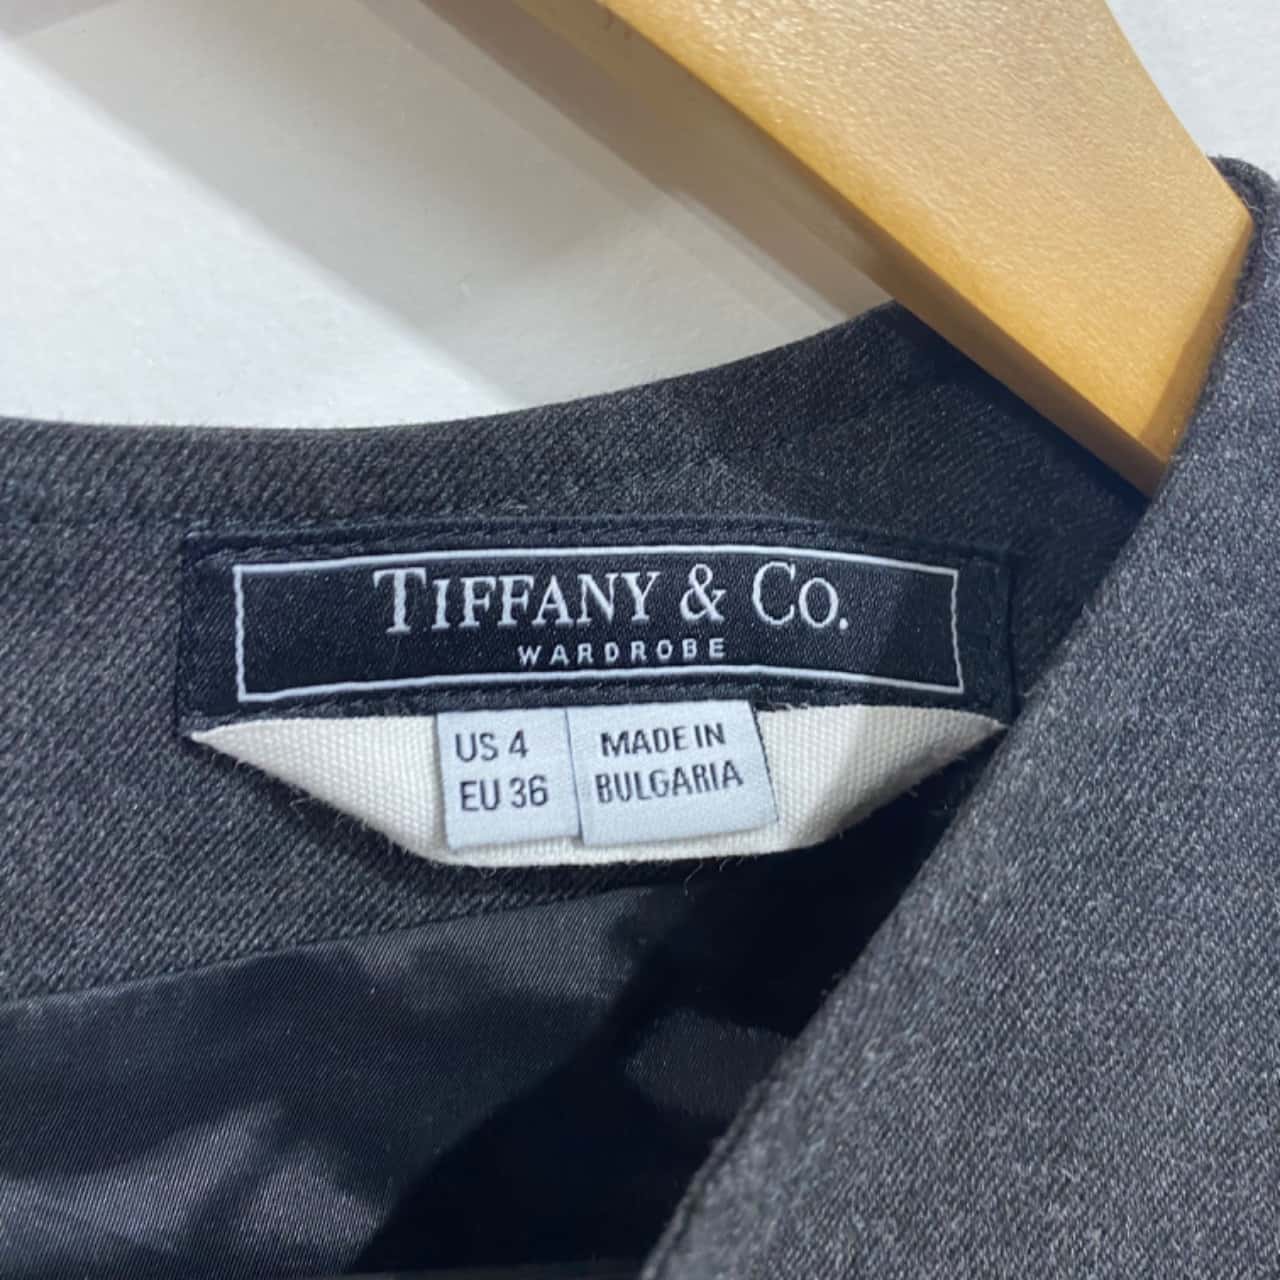 TIFFANY & CO.
WARDROBE
US 4
EU 36
MADE IN
BULGARIA